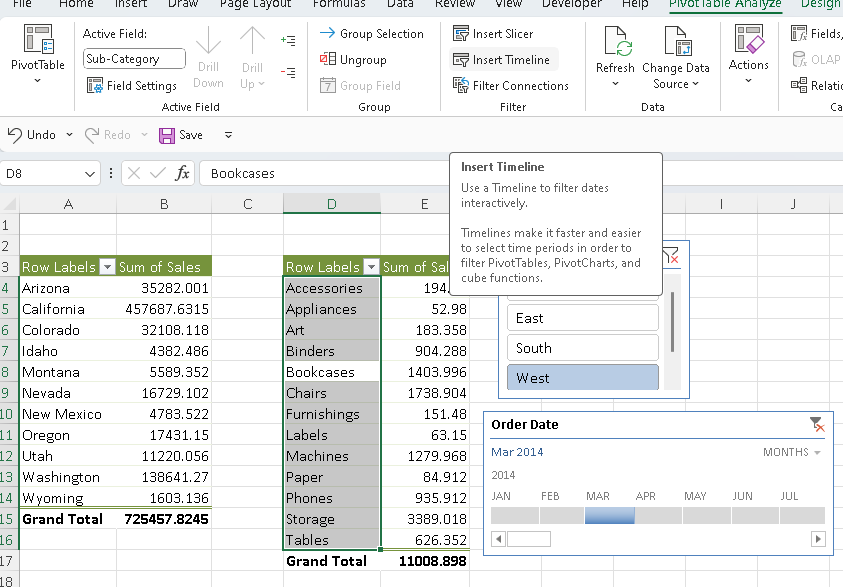 File Home Insert Draw Page Layout Formulas Data Review View Developer Help PivotTable Analyze Design
PivotTable
Active Field:
Sub-Category
Field Settings
Drill Down
Drill Up
Active Field
Group Selection
Ungroup
Group Field
Group
Insert Slicer
Insert Timeline
Filter Connections
Filter
Refresh
Change Data Source
Data
Actions
Fields,
OLAP
Relatio
Ca
Undo Redo Save
D8 fx Bookcases
Insert Timeline
Use a Timeline to filter dates
interactively.
Timelines make it faster and easier
to select time periods in order to
filter PivotTables, PivotCharts, and
cube functions.
A B C D E I J
1
2
3 Row Labels Sum of Sales Row Labels Sum of Sal
4 Arizona 35282.001 Accessories 194.
5 California 457687.6315 Appliances 52.98
6 Colorado 32108.118 Art 183.358
7 Idaho 4382.486 Binders 904.288
8 Montana 5589.352 Bookcases 1403.996
9 Nevada 16729.102 Chairs 1738.904
10 New Mexico 4783.522 Furnishings 151.48
11 Oregon 17431.15 Labels 63.15
12 Utah 11220.056 Machines 1279.968
13 Washington 138641.27 Paper 84.912
14 Wyoming 1603.136 Phones 935.912
15 Grand Total 725457.8245 Storage 3389.018
16 Tables 626.352
17 Grand Total 11008.898
18
East
South
West
Order Date
Mar 2014 MONTHS
2014
JAN FEB MAR APR MAY JUN JUL